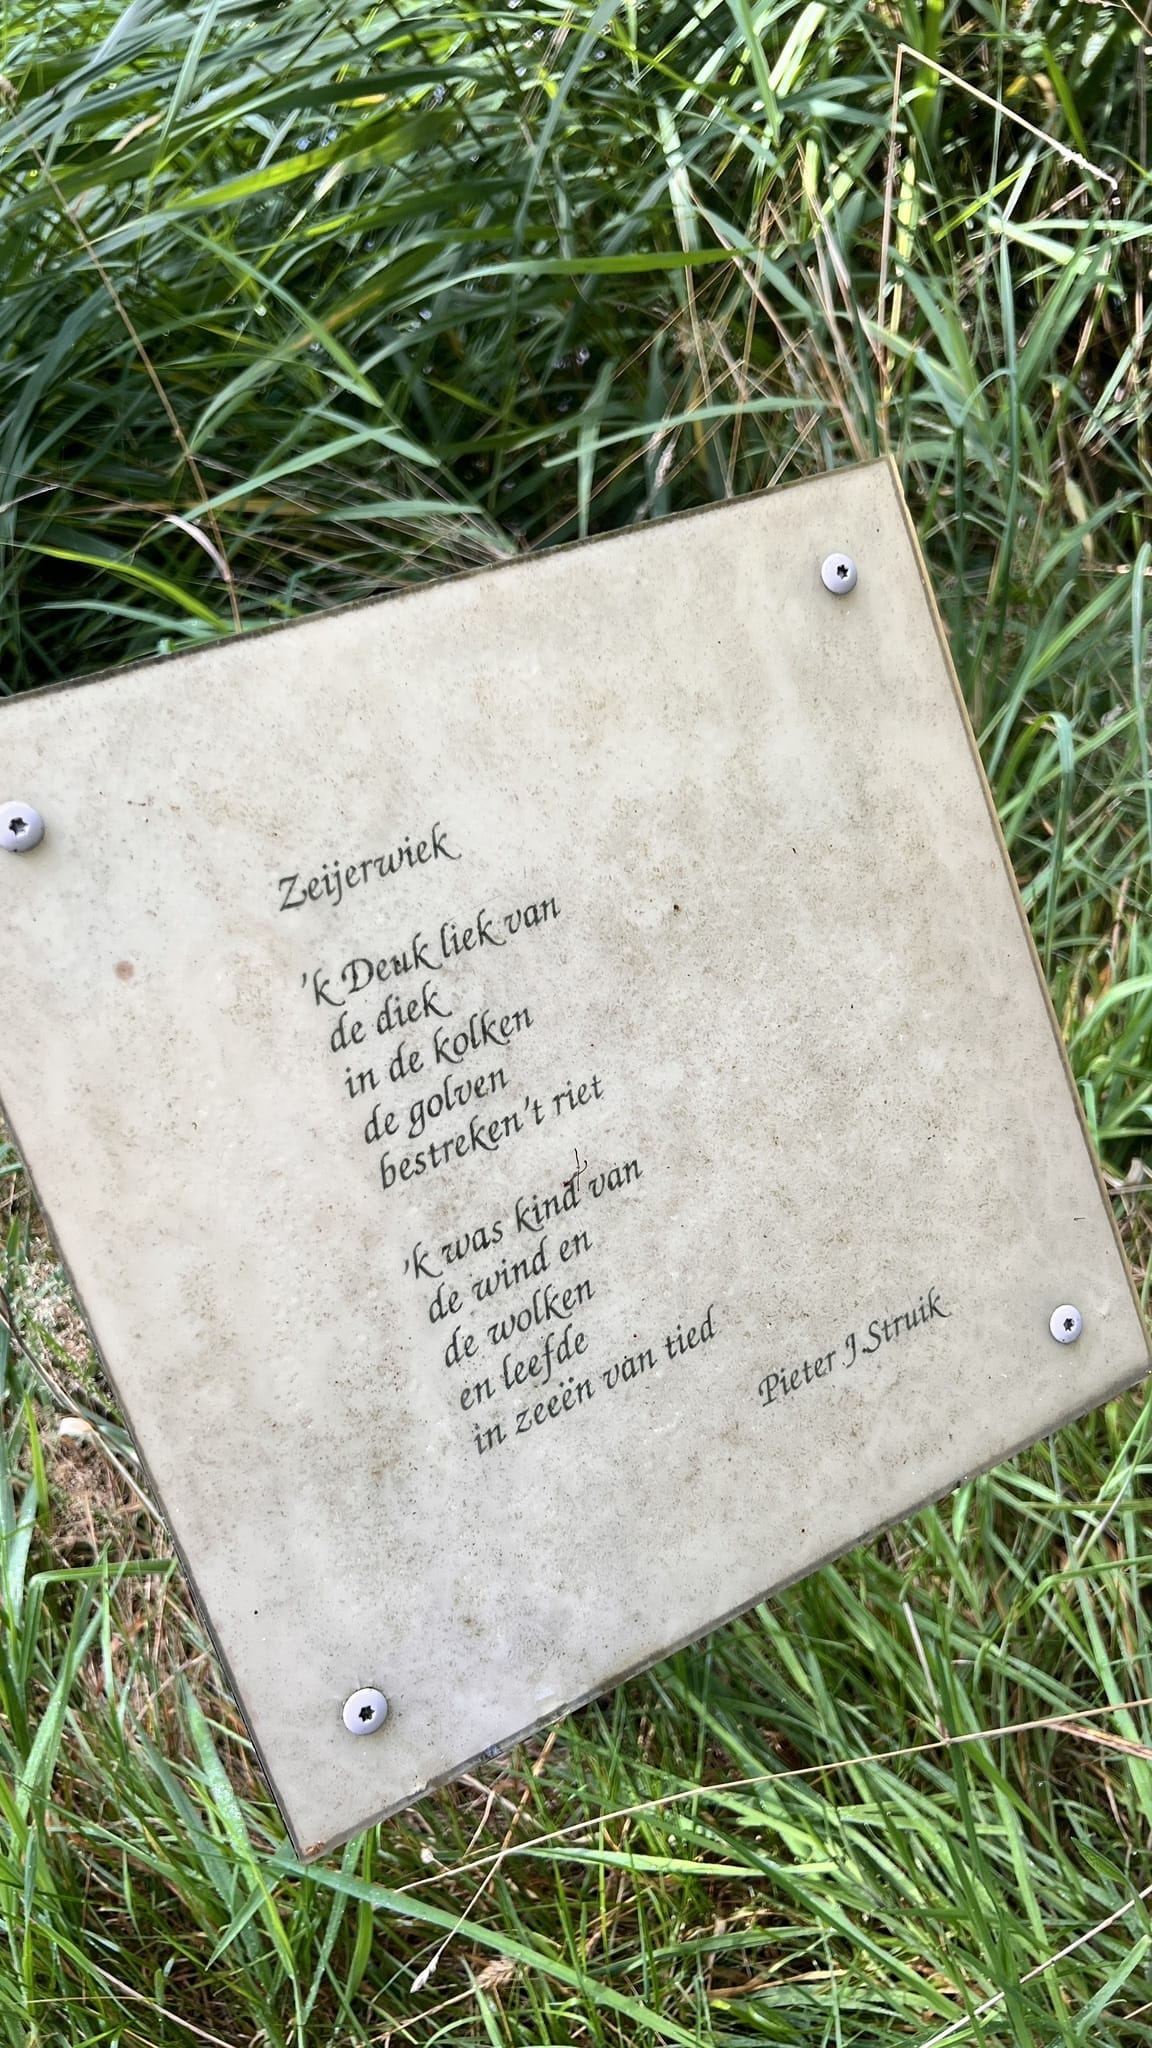 Zeijerwiek
'k Deuk liek van
de diek
in de kolken
de golven
bestreken't riet
'k was kind van
de wind en
de wolken
en leefde
in zeeën van tied
Pieter J Struik